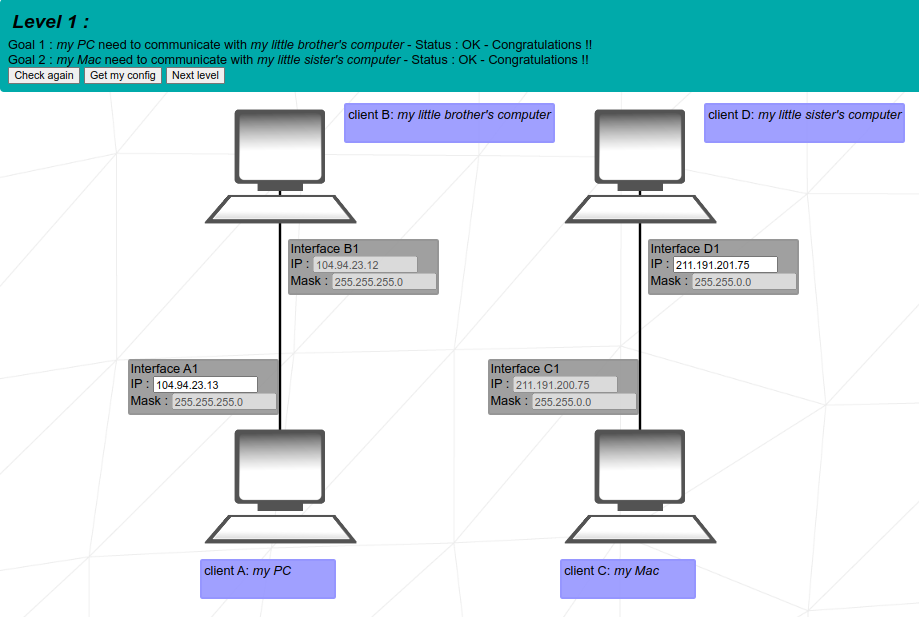 Level 1 :
Goal 1 : my PC need to communicate with my little brother's computer - Status : OK - Congratulations !!
Goal 2 : my Mac need to communicate with my little sister's computer - Status : OK - Congratulations !!
Check again Get my config Next level
client B: my little brother's computer
client D: my little sister's computer
Interface B1
IP : 104.94.23.12
Mask : 255.255.255.0
Interface D1
IP : 211.191.201.75
Mask : 255.255.0.0
Interface A1
IP : 104.94.23.13
Mask : 255.255.255.0
Interface C1
IP : 211.191.200.75
Mask : 255.255.0.0
client A: my PC
client C: my Mac